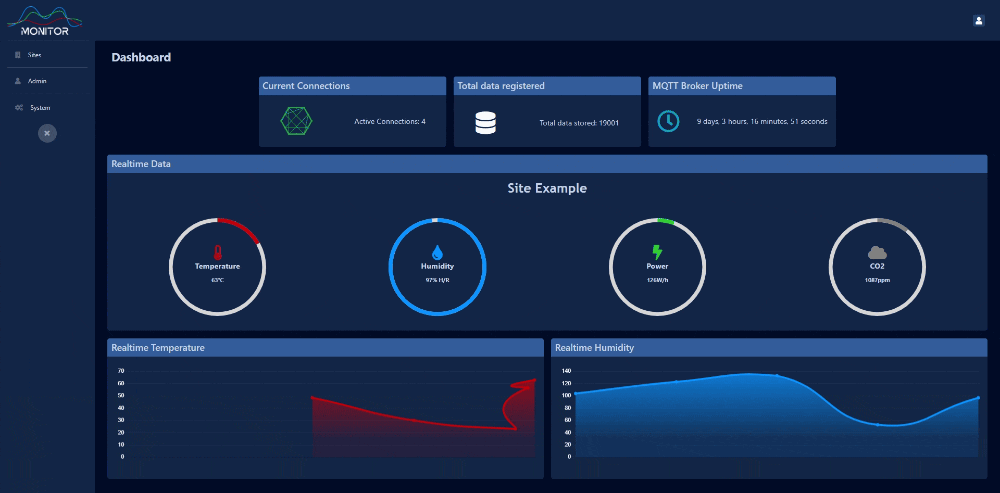 MONITOR
Sites
Admin
System
Dashboard
Current Connections
Active Connections: 4
Total data registered
Total data stored: 19001
MQTT Broker Uptime
9 days, 3 hours, 16 minutes, 51 seconds
Realtime Data
Site Example
Temperature
63°C
Humidity
97% H/R
Power
126W/h
CO2
1087ppm
Realtime Temperature
70
60
50
40
30
20
10
0
Realtime Humidity
140
120
100
80
60
40
20
0